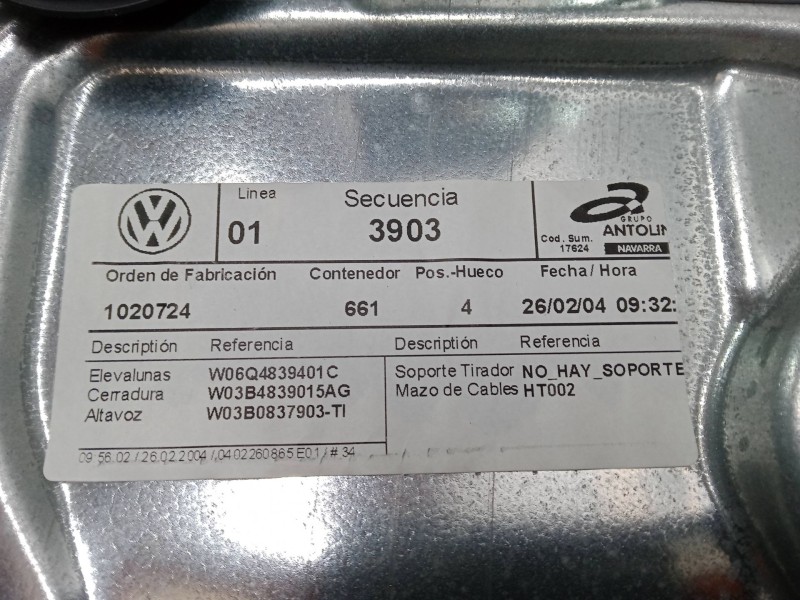 Linea
Secuencia
01
3903
GRUPO
ANTOLIN
Cod. Sum.
17624
NAVARRA
Orden de Fabricación
Contenedor
Pos.-Hueco
Fecha/Hora
1020724
661
4
26/02/04 09:32:
Descriptión
Referencia
Descriptión
Referencia
Elevalunas W06Q4839401C
Cerradura W03B4839015AG
Altavoz W03B0837903-TI
Soporte Tirador NO_HAY_SOPORTE
Mazo de Cables HT002
09:56:02 / 26.02.2004 / 0402260865E01 / # 34